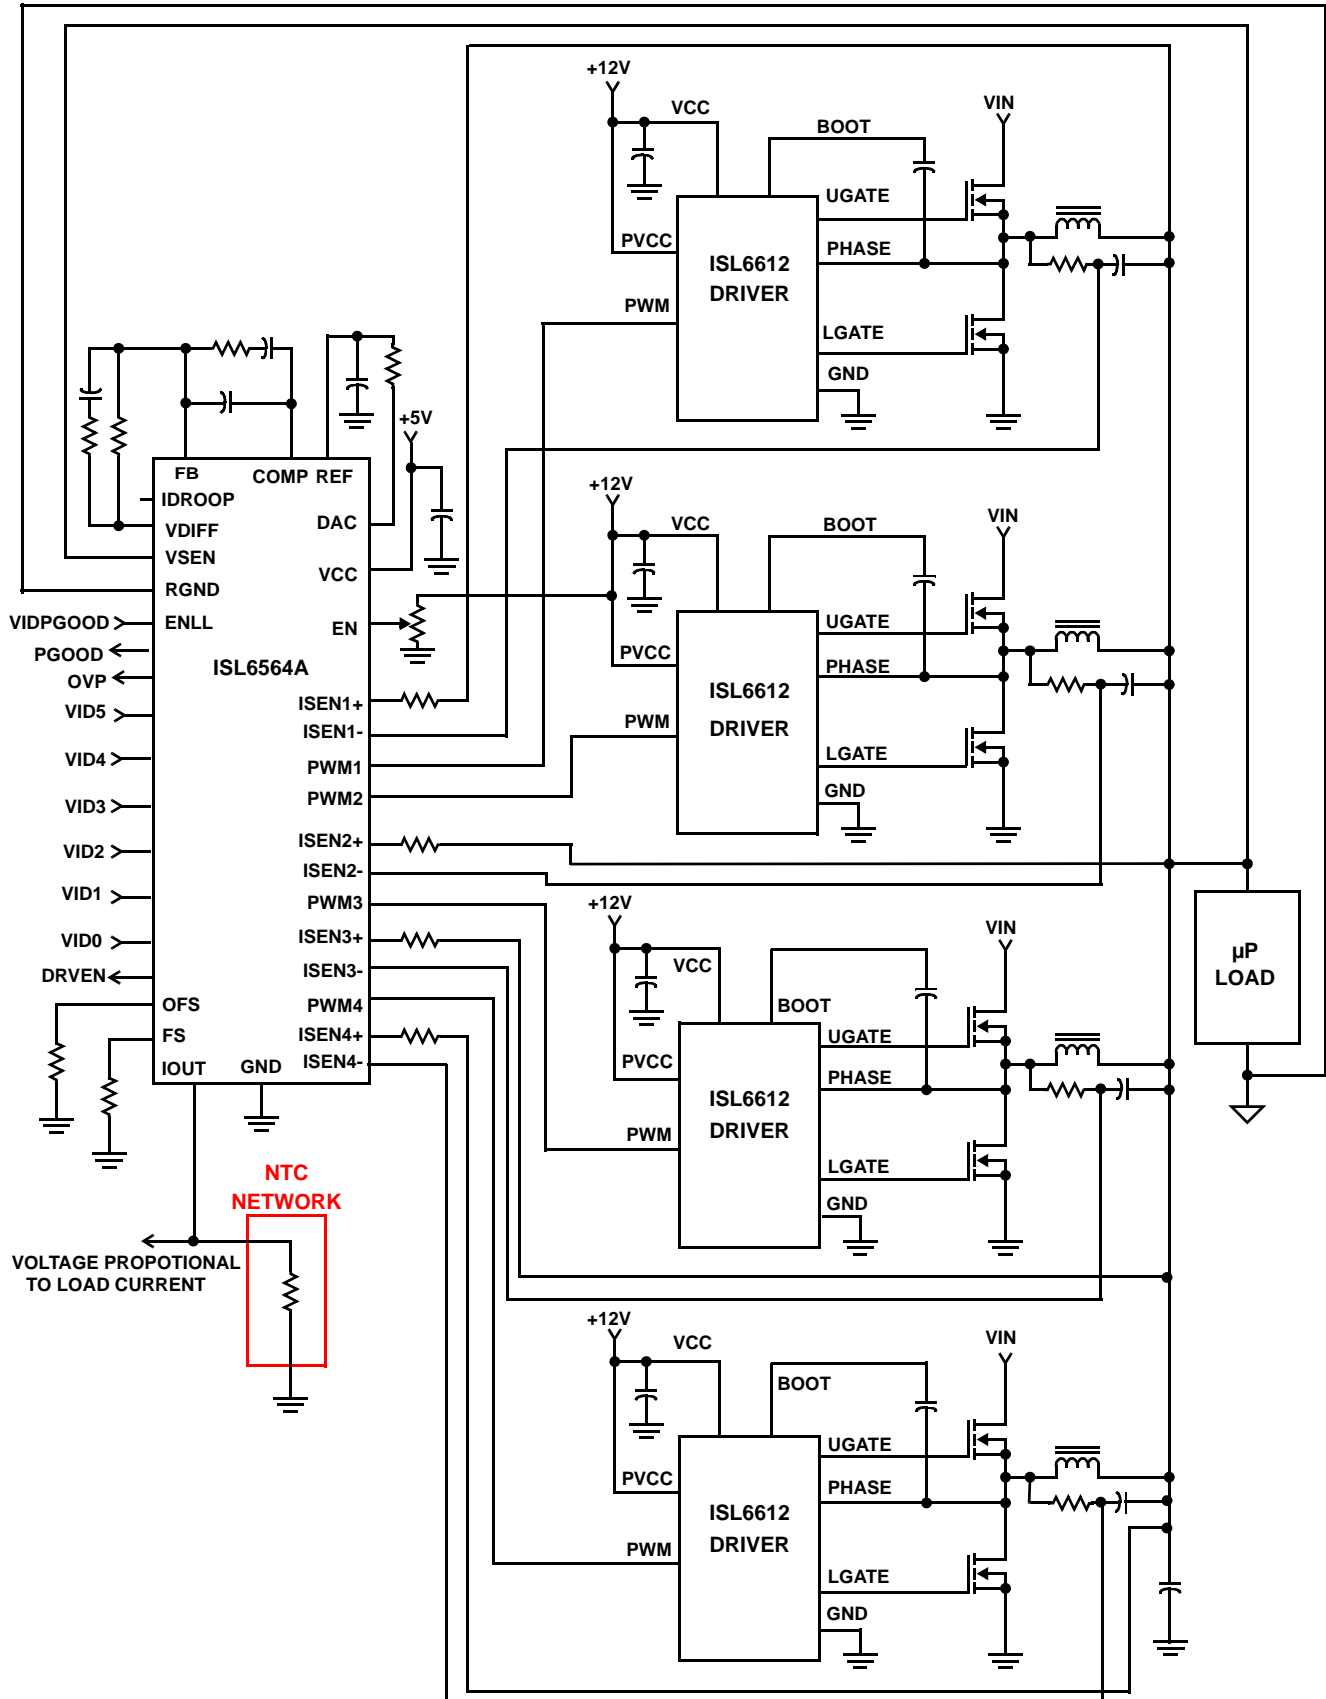 +12V
VCC
VIN
BOOT
UGATE
PVCC
ISL6612
DRIVER
PHASE
PWM
LGATE
GND
+5V
FB
COMP REF
IDROOP
VDIFF
DAC
VSEN
VCC
RGND
VIDPGOOD
ENLL
EN
PGOOD
ISL6564A
OVP
ISEN1+
VID5
ISEN1-
VID4
PWM1
PWM2
VID3
ISEN2+
VID2
ISEN2-
VID1
PWM3
VID0
ISEN3+
DRVEN
ISEN3-
OFS
PWM4
FS
ISEN4+
IOUT
GND
ISEN4-
NTC
NETWORK
VOLTAGE PROPOTIONAL
TO LOAD CURRENT
+12V
VCC
BOOT
VIN
UGATE
PVCC
PHASE
ISL6612
DRIVER
PWM
LGATE
GND
+12V
VCC
VIN
BOOT
UGATE
PVCC
PHASE
ISL6612
DRIVER
PWM
LGATE
GND
µP
LOAD
+12V
VCC
VIN
BOOT
UGATE
PVCC
PHASE
ISL6612
DRIVER
PWM
LGATE
GND